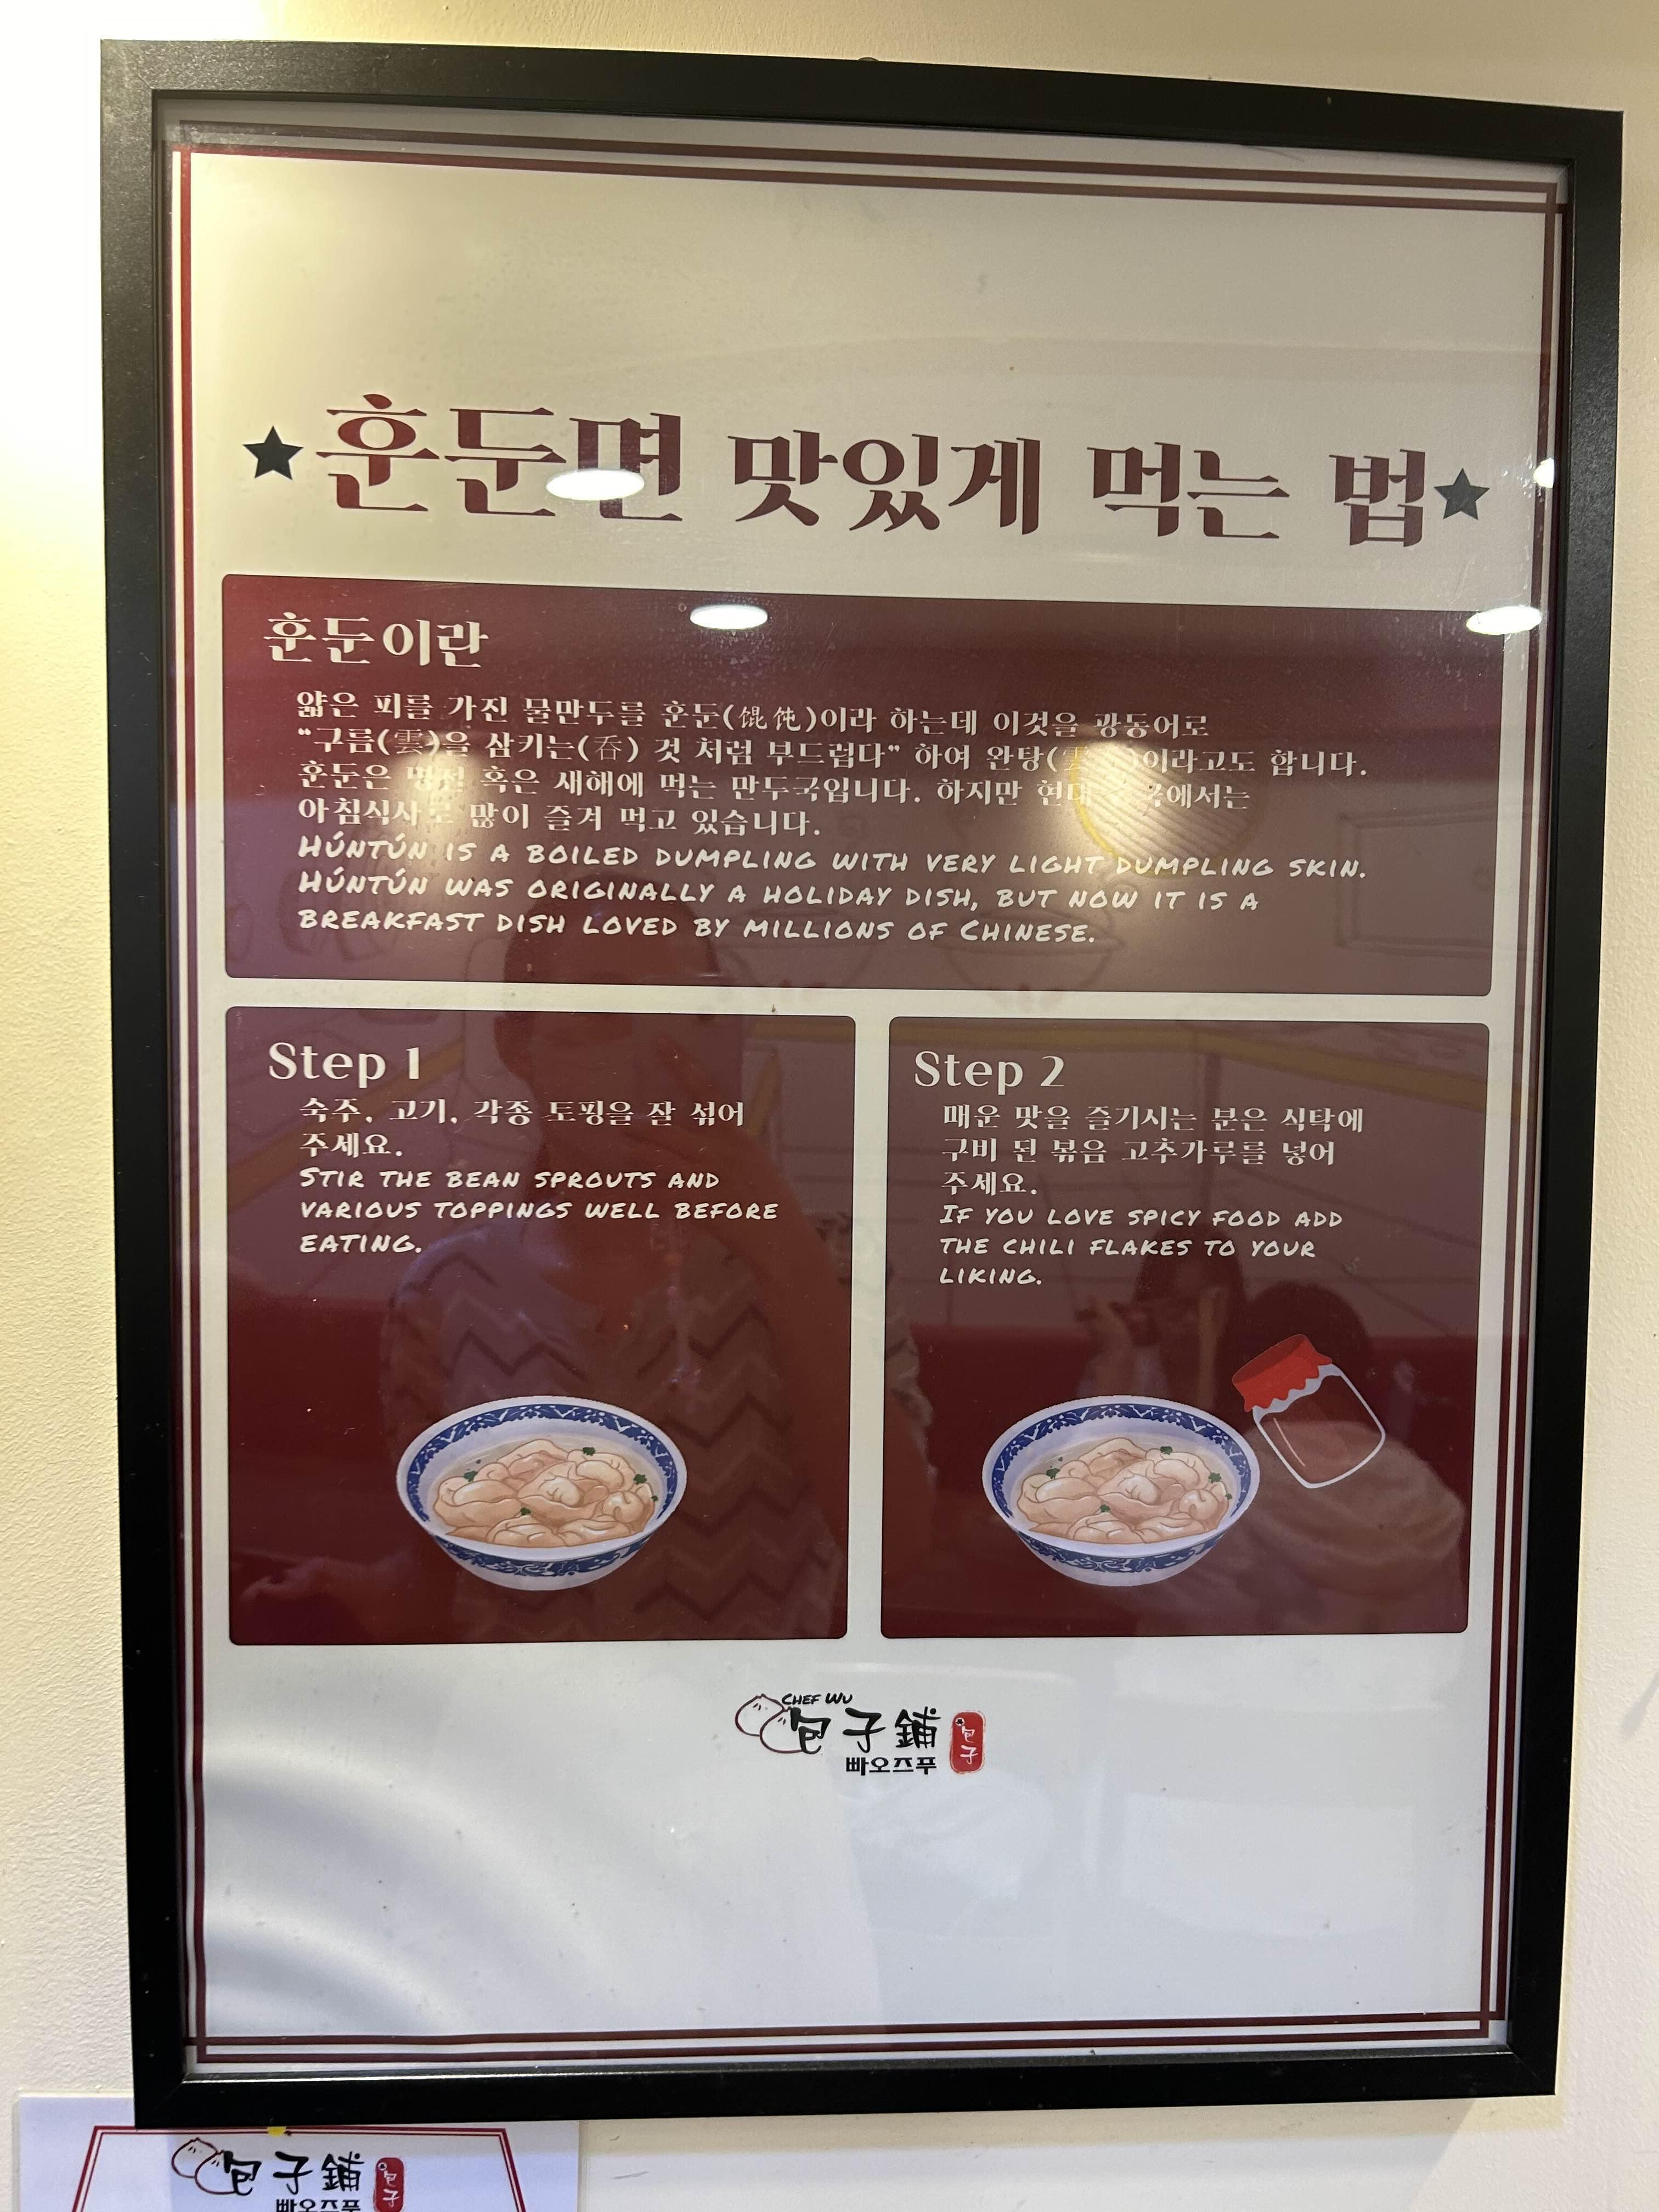 훈둔면 맛있게 먹는 법
훈둔이란
얇은 피를 가진 물만두를 훈둔(馄饨)이라 하는데 이것을 광동어로
“구름(雲)을 삼키는(呑) 것 처럼 부드럽다” 하여 완탕( )이라고도 합니다.
훈둔은 혹은 새해에 먹는 만두국입니다. 하지만
아침식사로 많이 즐겨 먹고 있습니다.
HÚNTÚN IS A BOILED DUMPLING WITH VERY LIGHT DUMPLING SKIN.
HÚNTÚN WAS ORIGINALLY A HOLIDAY DISH, BUT NOW IT IS A
BREAKFAST DISH LOVED BY MILLIONS OF CHINESE.
Step 1
숙주, 고기, 각종 토핑을 잘 섞어
주세요.
STIR THE BEAN SPROUTS AND
VARIOUS TOPPINGS WELL BEFORE
EATING.
Step 2
매운 맛을 즐기시는 분은 식탁에
구비 된 볶음 고추가루를 넣어
주세요.
IF YOU LOVE SPICY FOOD ADD
THE CHILI FLAKES TO YOUR
LIKING.
CHEF WU
包子鋪
包子
빠오즈푸
包子鋪
包子
빠오즈푸